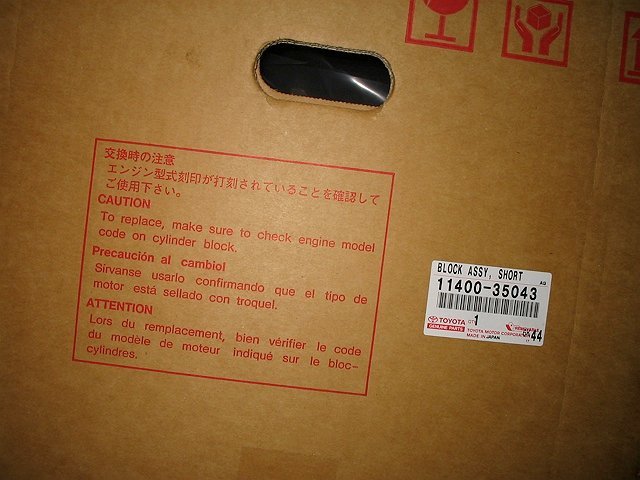 交換時の注意
エンジン型式刻印が打刻されていることを確認して
ご使用下さい。
CAUTION
To replace, make sure to check engine model
code on cylinder block.
Precaución al cambiol
Sirvanse usarlo confirmando que el tipo de
motor está sellado con troquel.
ATTENTION
Lors du remplacement, bien vérifier le code
du modèle de moteur indiqué sur le bloc-
cylindres.
BLOCK ASSY, SHORT
11400-35043
TOYOTA
GENUINE PARTS
QTY 1
TOYOTA MOTOR CORPORATION
MADE IN JAPAN
44